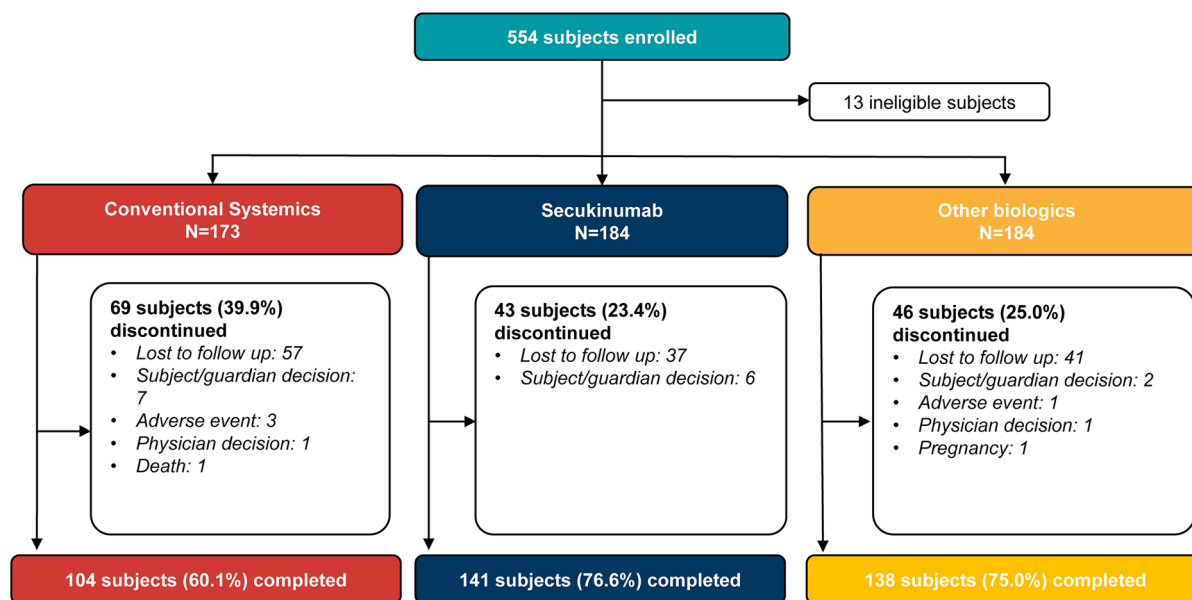 554 subjects enrolled
13 ineligible subjects
Conventional Systemics
N=173
Secukinumab
N=184
Other biologics
N=184
69 subjects (39.9%)
discontinued
• Lost to follow up: 57
• Subject/guardian decision:
7
• Adverse event: 3
• Physician decision: 1
• Death: 1
43 subjects (23.4%)
discontinued
• Lost to follow up: 37
• Subject/guardian decision: 6
46 subjects (25.0%)
discontinued
• Lost to follow up: 41
• Subject/guardian decision: 2
• Adverse event: 1
• Physician decision: 1
• Pregnancy: 1
104 subjects (60.1%) completed
141 subjects (76.6%) completed
138 subjects (75.0%) completed